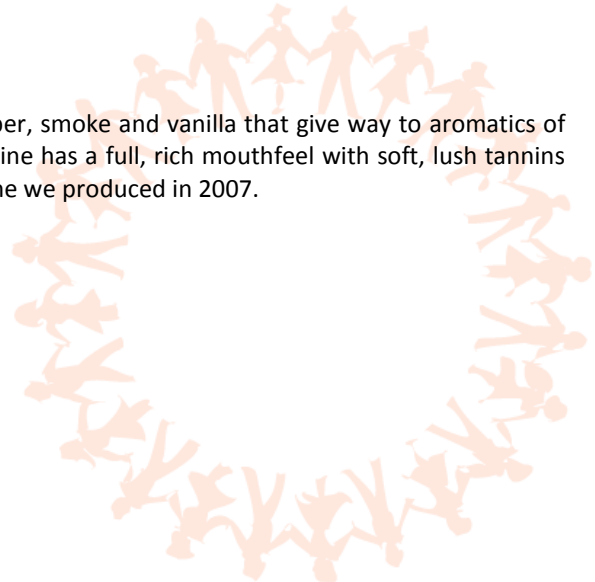 per, smoke and vanilla that give way to aromatics of
ine has a full, rich mouthfeel with soft, lush tannins
ne we produced in 2007.